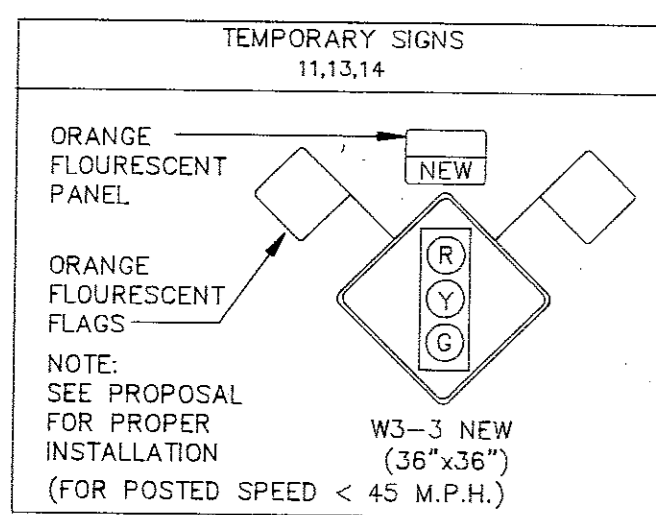 TEMPORARY SIGNS
11,13,14
ORANGE
FLOURESCENT
PANEL
NEW
ORANGE
FLOURESCENT
FLAGS
R
Y
G
NOTE:
SEE PROPOSAL
FOR PROPER
INSTALLATION
W3-3 NEW
(36"x36")
(FOR POSTED SPEED < 45 M.P.H.)